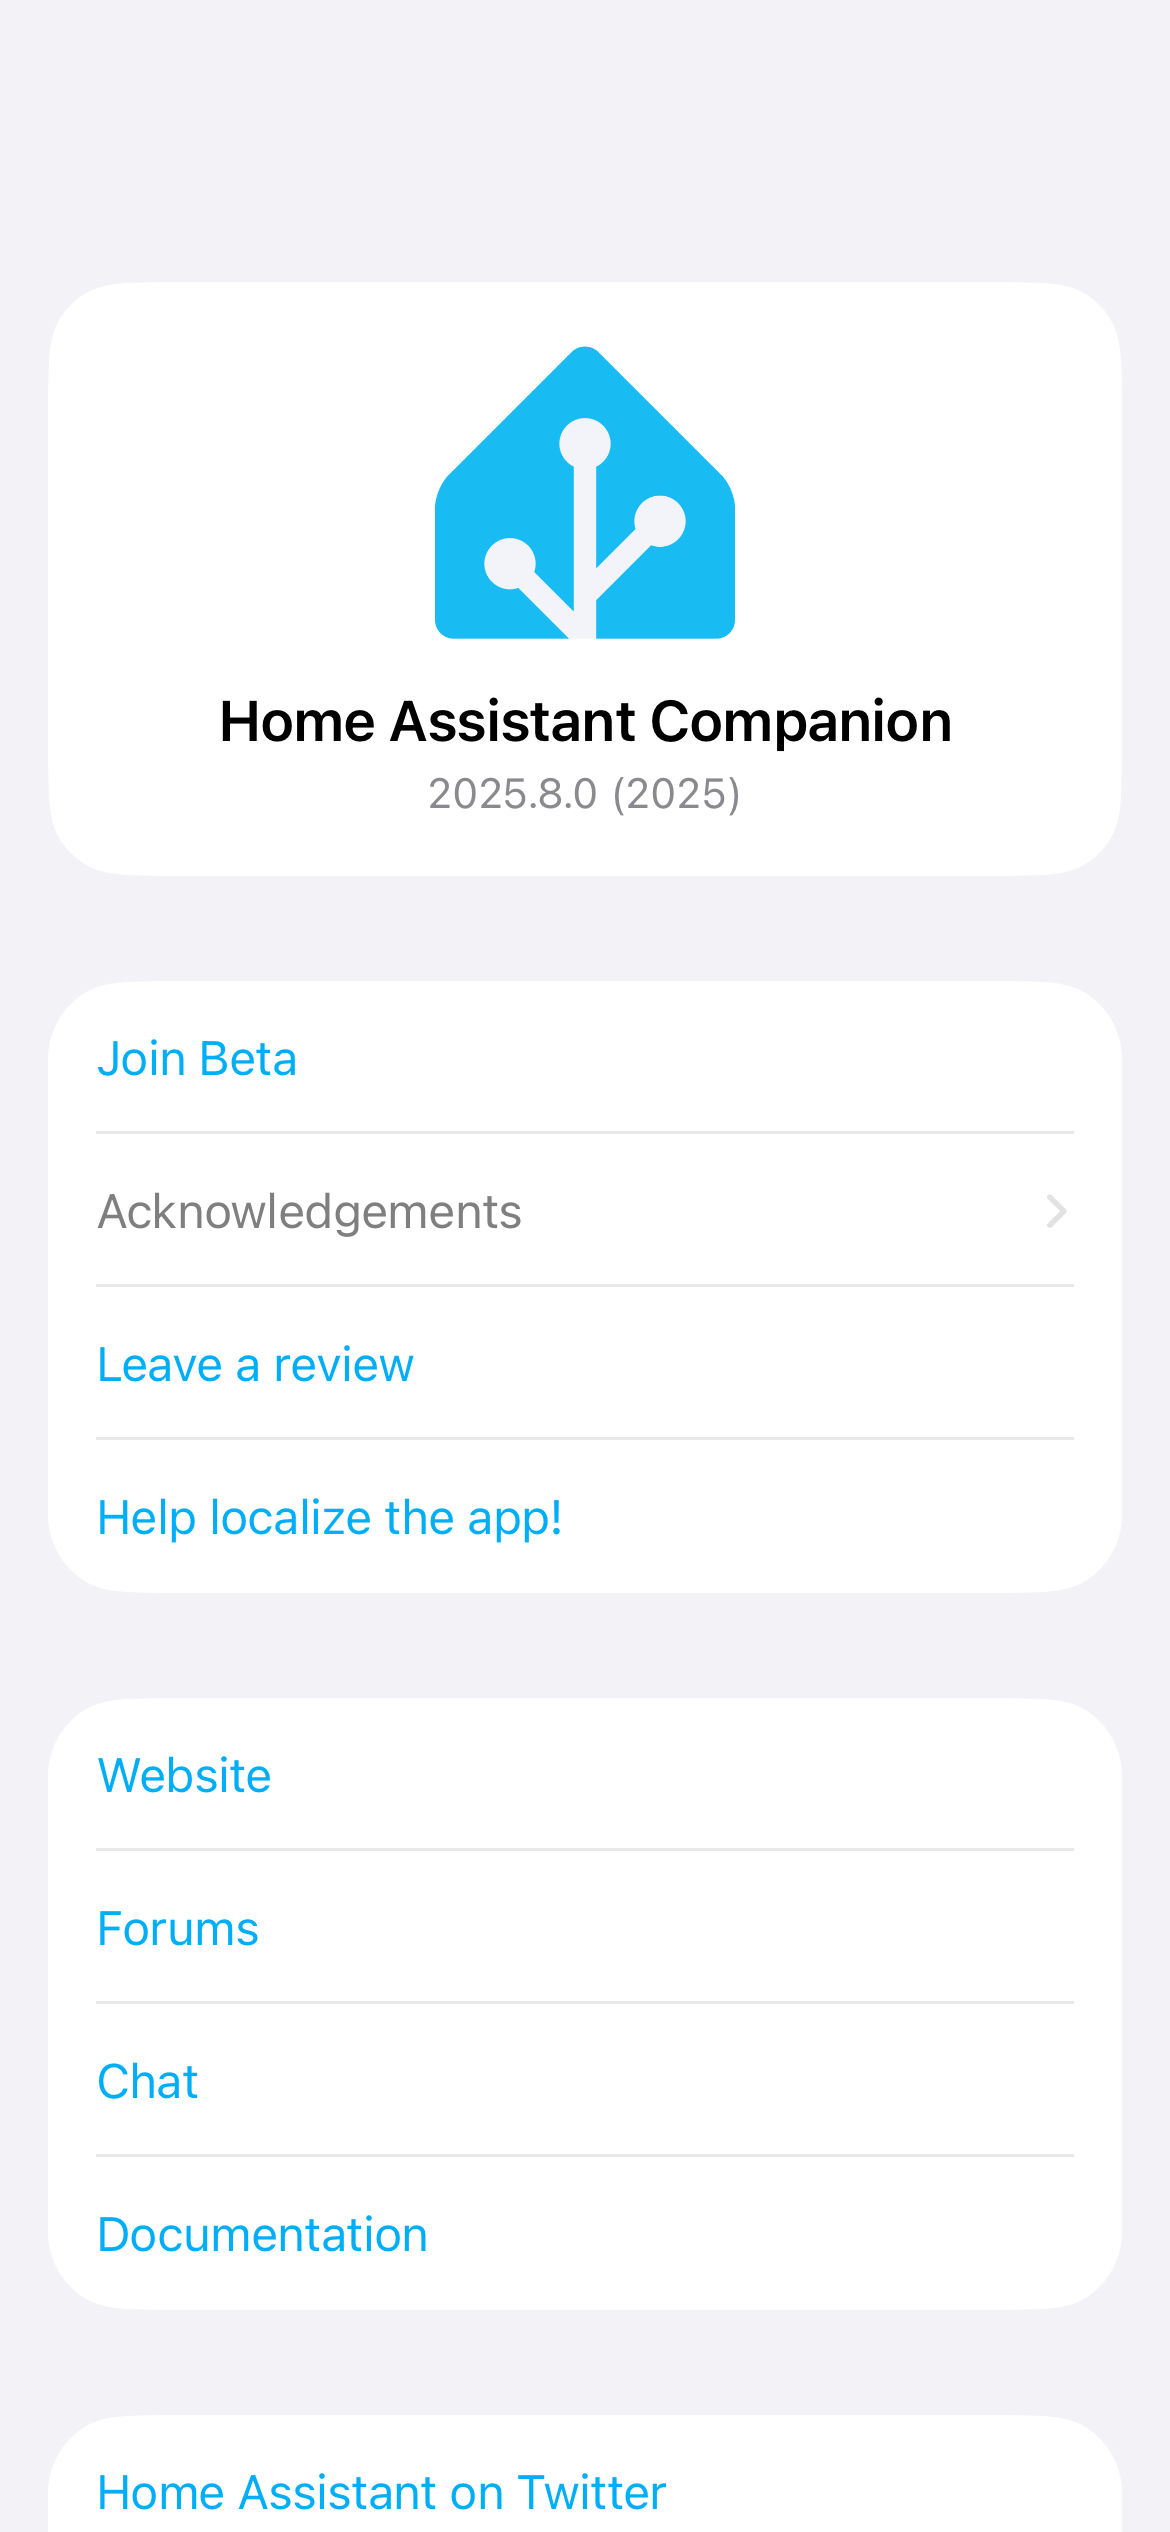 Home Assistant Companion
2025.8.0 (2025)
Join Beta
Acknowledgements
Leave a review
Help localize the app!
Website
Forums
Chat
Documentation
Home Assistant on Twitter